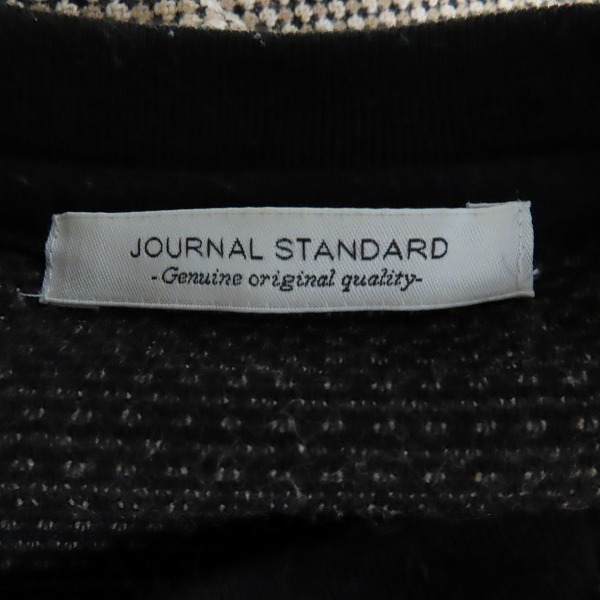 JOURNAL STANDARD
-Genuine original quality-